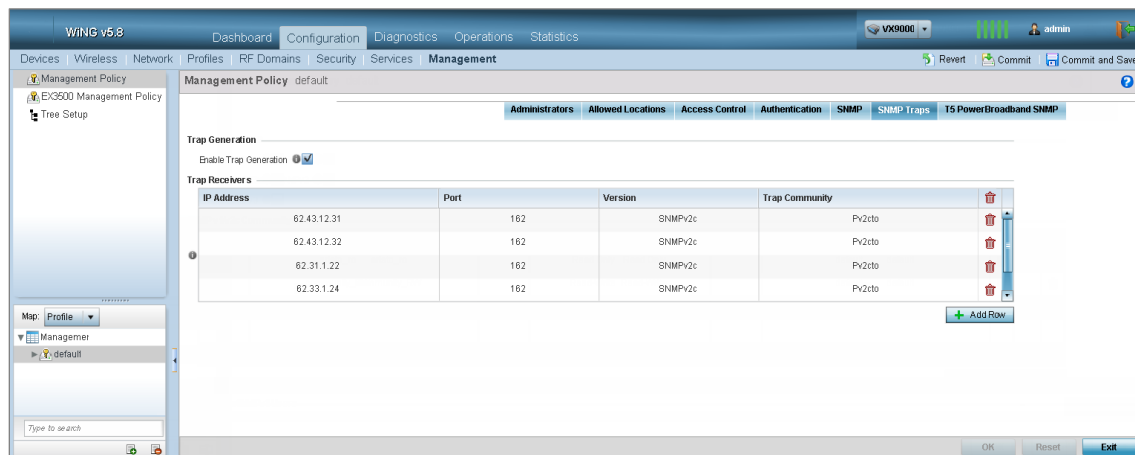 WiNG v5.8
Dashboard Configuration Diagnostics Operations Statistics
VX9000
admin
Devices Wireless Network Profiles RF Domains Security Services Management
Revert Commit Commit and Save
Management Policy
EX3500 Management Policy
Tree Setup
Management Policy default
Administrators Allowed Locations Access Control Authentication SNMP SNMP Traps T5 PowerBroadband SNMP
Trap Generation
Enable Trap Generation
Trap Receivers
IP Address Port Version Trap Community
62.43.12.31 162 SNMPv2c Pv2cto
62.43.12.32 162 SNMPv2c Pv2cto
62.31.1.22 162 SNMPv2c Pv2cto
62.33.1.24 162 SNMPv2c Pv2cto
Add Row
Map: Profile
Managemer
default
Type to search
OK Reset Exit